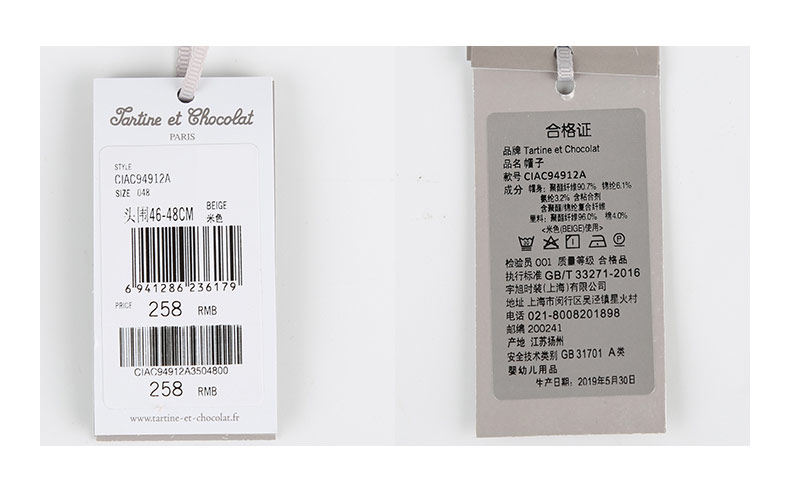 Tartine et Chocolat
PARIS
STYLE
CIAC94912A
SIZE 048
头围46-48CM
BEIGE
米色
6 941286 236179
PRICE 258 RMB
CIAC94912A3504800
258 RMB
www.tartine-et-chocolat.fr
合格证
品牌 Tartine et Chocolat
品名 帽子
款号 CIAC94912A
成分 帽身: 聚酯纤维90.7% 锦纶6.1%
氨纶3.2% 含粘合剂
含聚酯/锦纶复合纤维
里料: 聚酯纤维96.0% 棉4.0%
<米色(BEIGE)使用>
检验员 001 质量等级 合格品
执行标准 GB/T 33271-2016
宇旭时装(上海)有限公司
地址 上海市闵行区吴泾镇星火村
电话 021-8008201898
邮编 200241
产地 江苏扬州
安全技术类别 GB 31701 A 类
婴幼儿用品
生产日期: 2019年5月30日